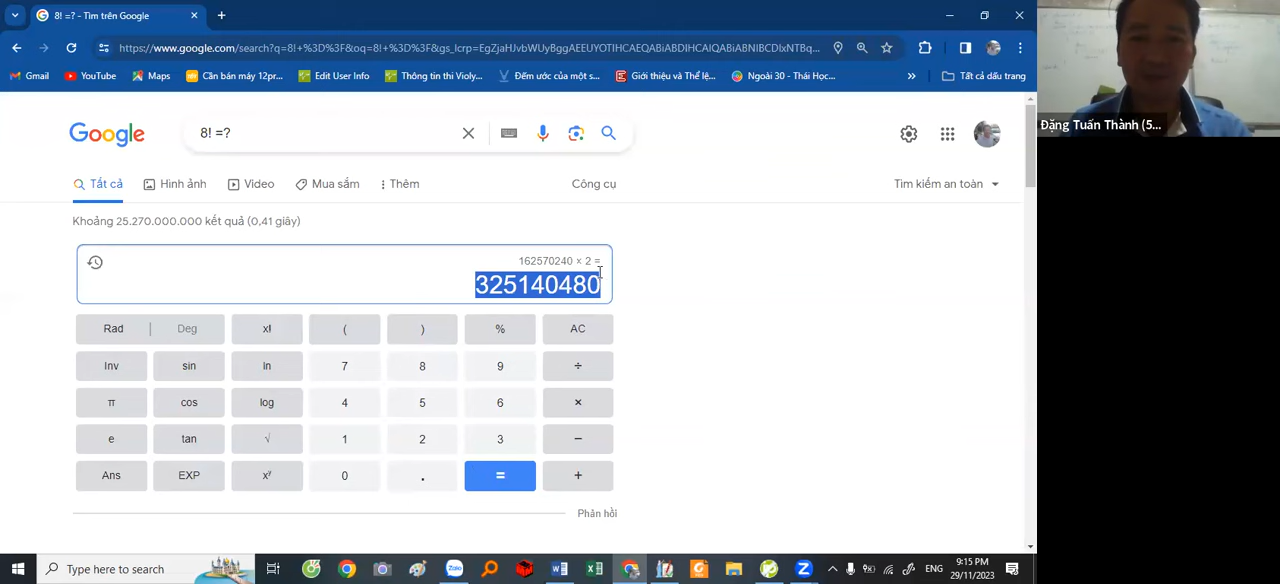 8! =? - Tìm trên Google
https://www.google.com/search?q=8!+%3D%3F&oq=8!+%3D%3F&gs_lcrp=EgZjaHJvbWUyBggAEEUYOTIHCAEQABiABDIHCAIQABiABNIBCDIxNTBq...
Gmail YouTube Maps Cần bán máy 12pr... Edit User Info Thông tin thi Violy... Đếm ước của một s... Giới thiệu và Thể lệ... Ngoài 30 - Thái Học... » Tất cả dấu trang
Đặng Tuấn Thành (5...
Google 8! =?
Tất cả Hình ảnh Video Mua sắm Thêm Công cụ Tìm kiếm an toàn
Khoảng 25.270.000.000 kết quả (0,41 giây)
162570240 × 2 =
325140480
Rad | Deg x! ( ) % AC
Inv sin ln 7 8 9 ÷
π cos log 4 5 6 ×
e tan √ 1 2 3 −
Ans EXP xʸ 0 . = +
Phản hồi
Type here to search Zalo ENG 9:15 PM
29/11/2023